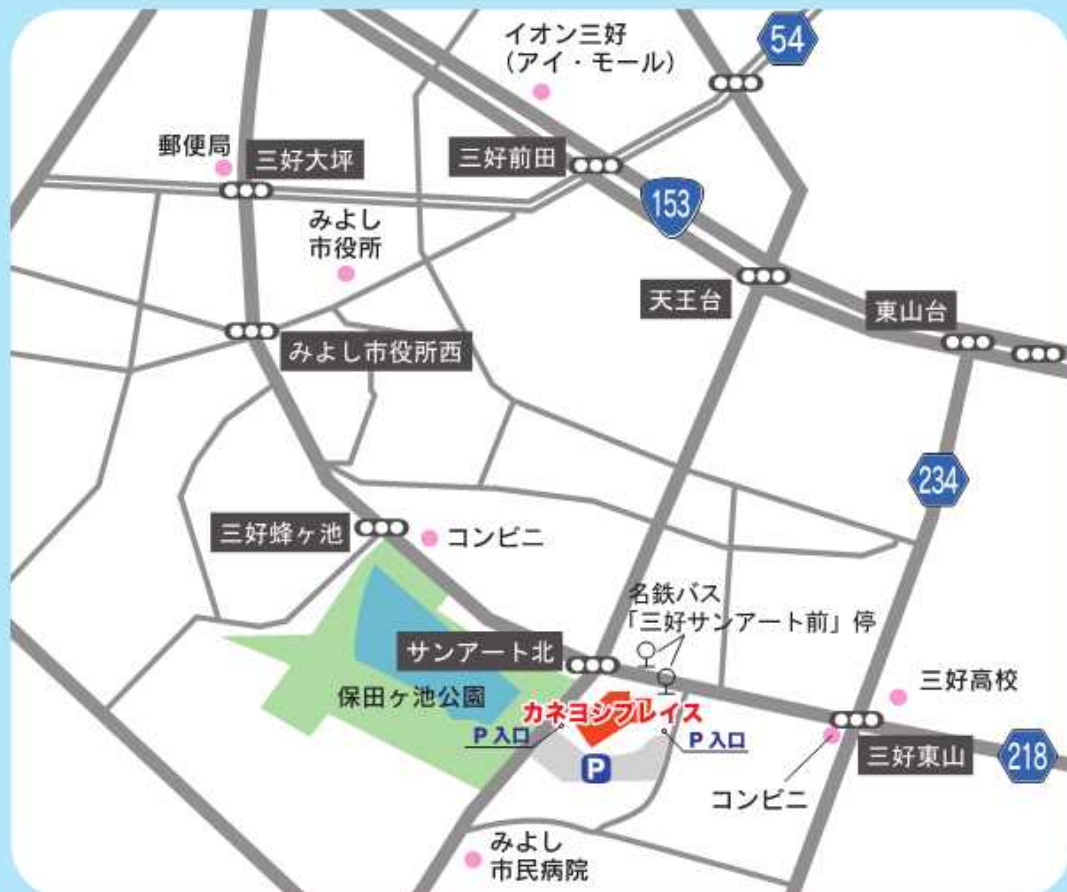 イオン三好
（アイ・モール）
54
郵便局
三好大坪
三好前田
153
みよし
市役所
天王台
東山台
みよし市役所西
234
三好蜂ヶ池
コンビニ
名鉄バス
「三好サンアート前」停
サンアート北
三好高校
保田ヶ池公園
カネヨシプレイス
P 入口
P 入口
三好東山
218
P
コンビニ
みよし
市民病院